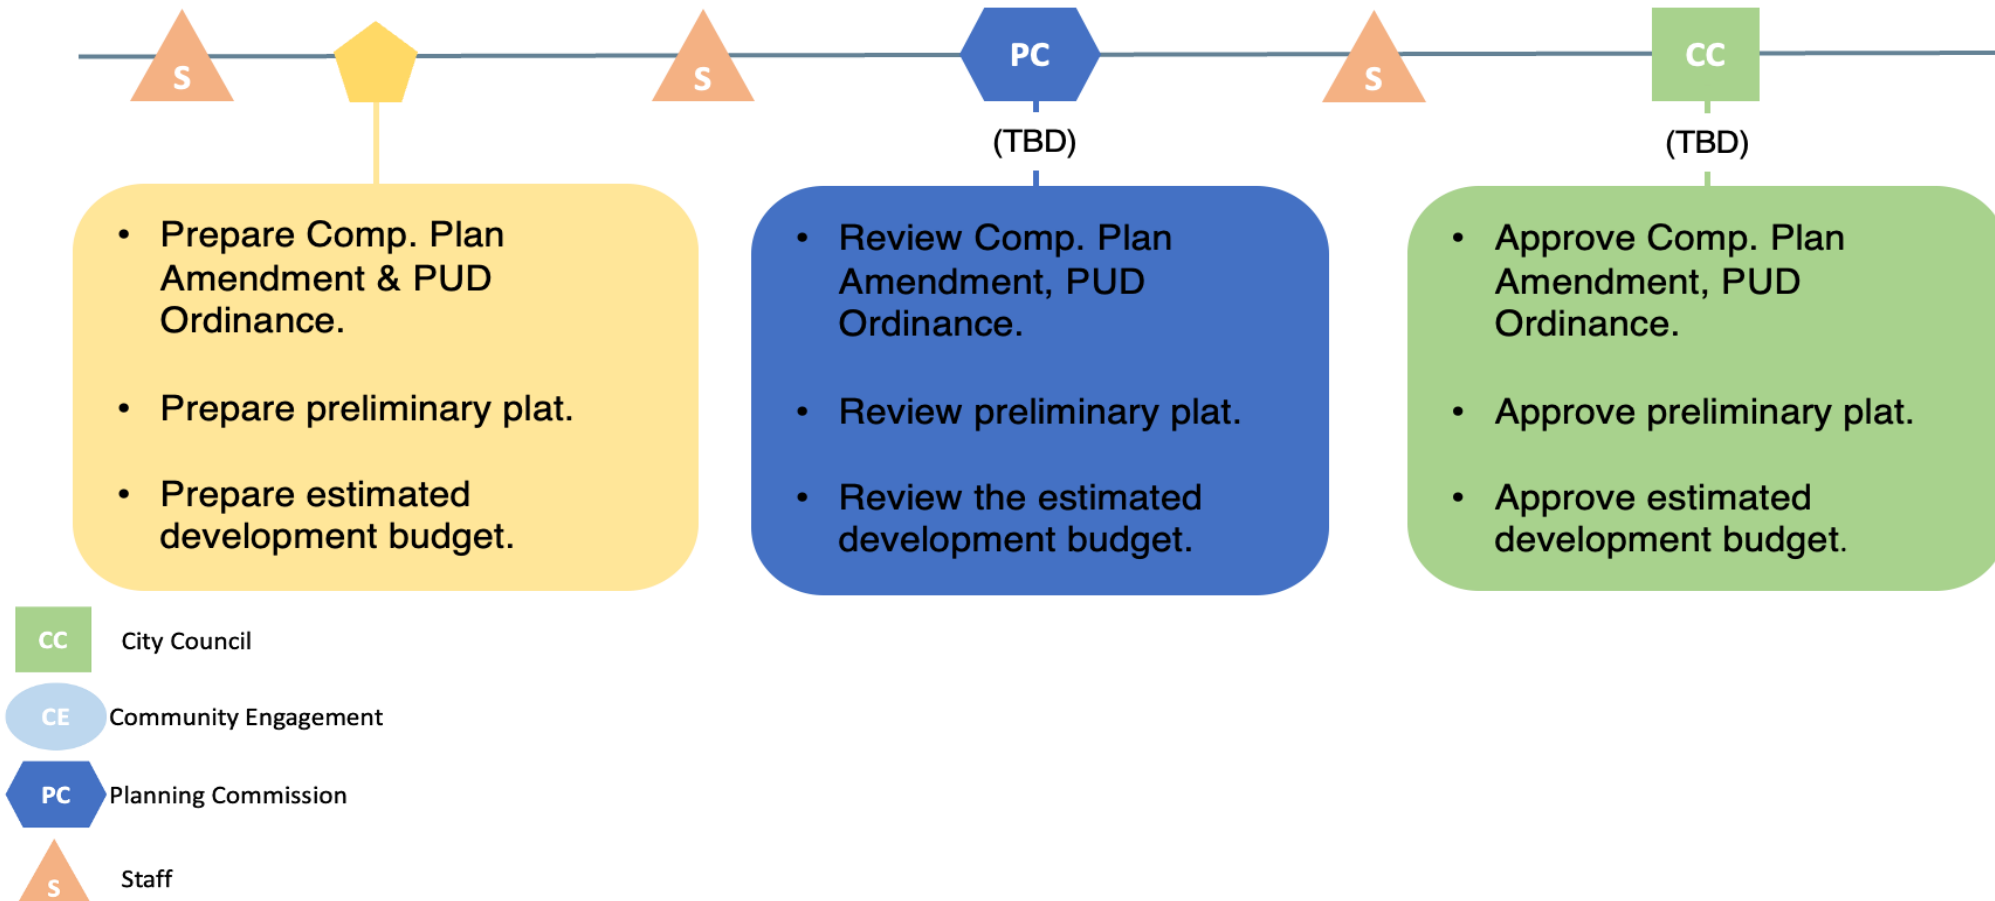 S
S
PC
S
CC
(TBD)
(TBD)
• Prepare Comp. Plan
Amendment & PUD
Ordinance.
• Prepare preliminary plat.
• Prepare estimated
development budget.
• Review Comp. Plan
Amendment, PUD
Ordinance.
• Review preliminary plat.
• Review the estimated
development budget.
• Approve Comp. Plan
Amendment, PUD
Ordinance.
• Approve preliminary plat.
• Approve estimated
development budget.
CC City Council
CE Community Engagement
PC Planning Commission
S Staff